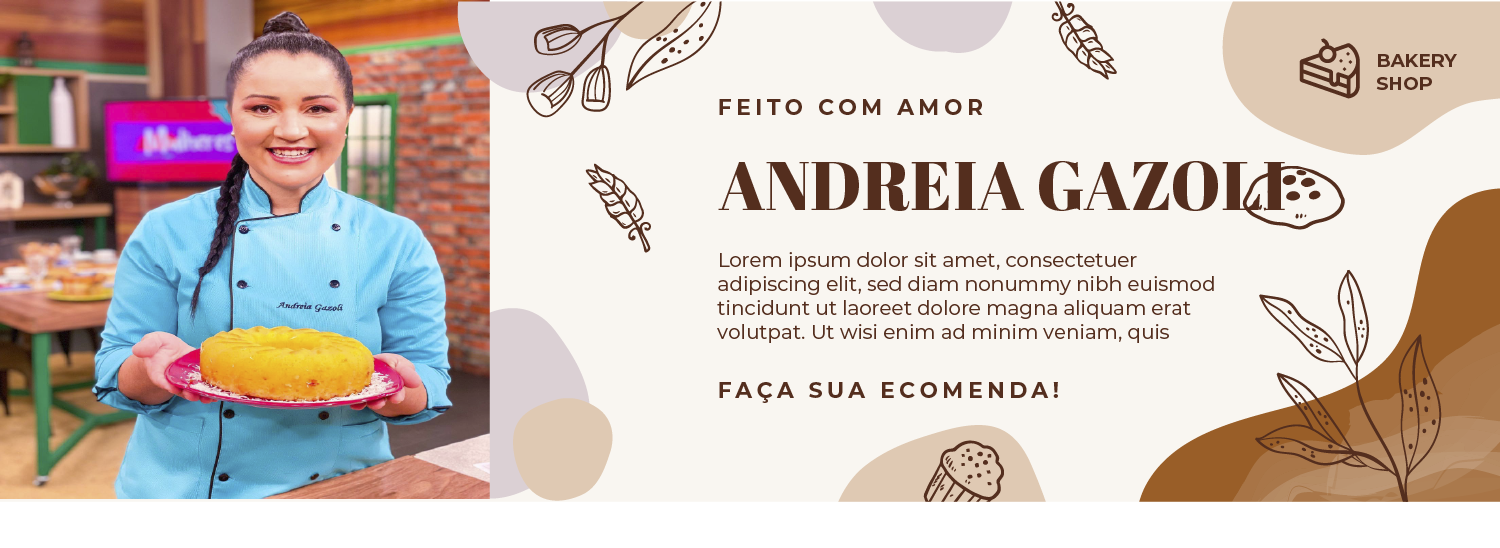 Mulheres
Andreia Gazoli
FEITO COM AMOR
BAKERY
SHOP
ANDREIA GAZOLI
Lorem ipsum dolor sit amet, consectetuer
adipiscing elit, sed diam nonummy nibh euismod
tincidunt ut laoreet dolore magna aliquam erat
volutpat. Ut wisi enim ad minim veniam, quis
FAÇA SUA ECOMENDA!